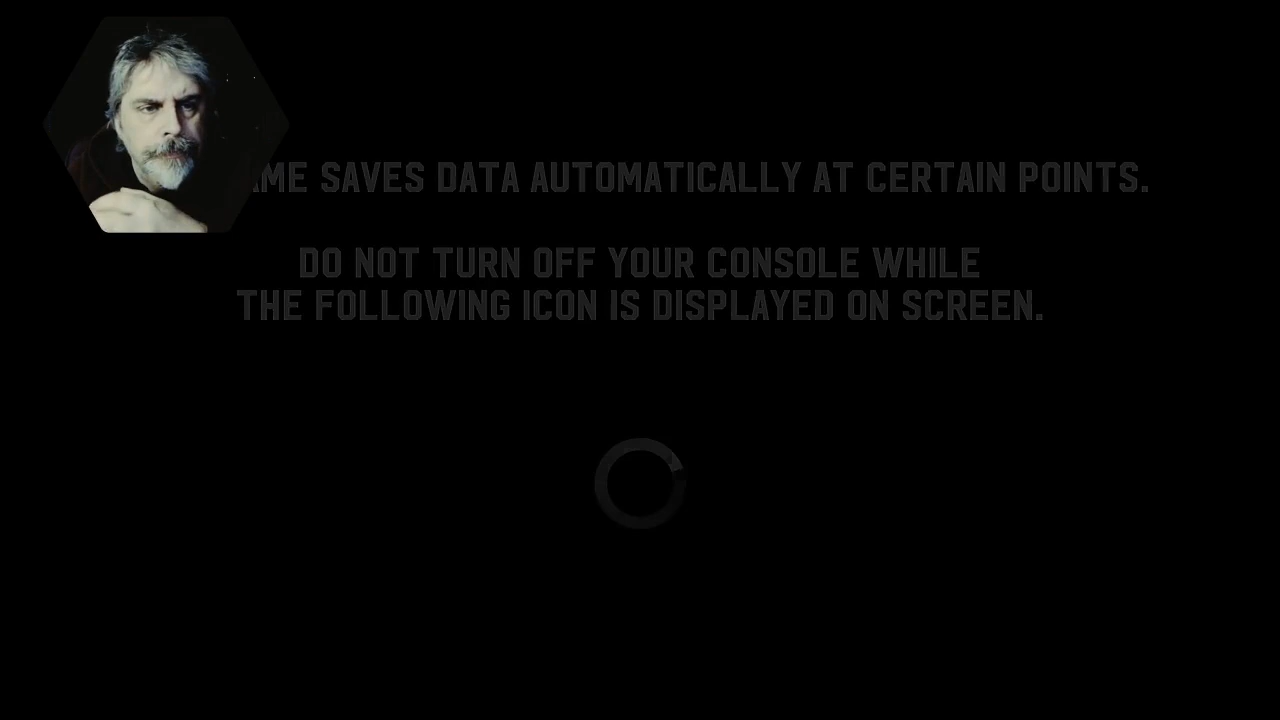 SAVES DATA AUTOMATICALLY AT CERTAIN POINTS.
DO NOT TURN OFF YOUR CONSOLE WHILE
THE FOLLOWING ICON IS DISPLAYED ON SCREEN.